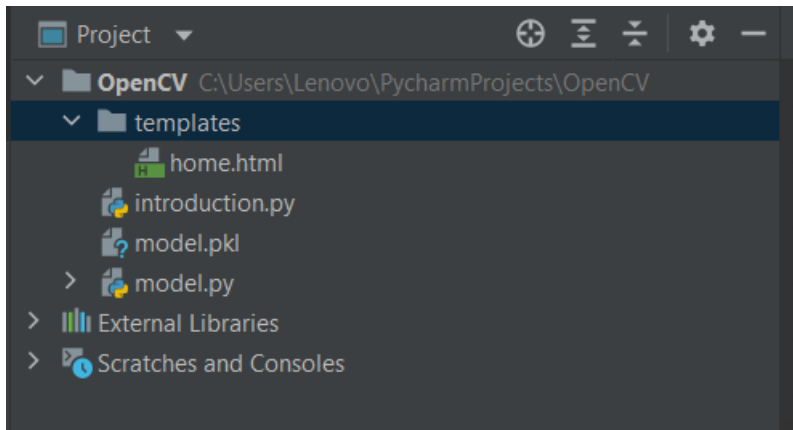 Project
OpenCV C:\Users\Lenovo\PycharmProjects\OpenCV
templates
home.html
introduction.py
model.pkl
model.py
External Libraries
Scratches and Consoles